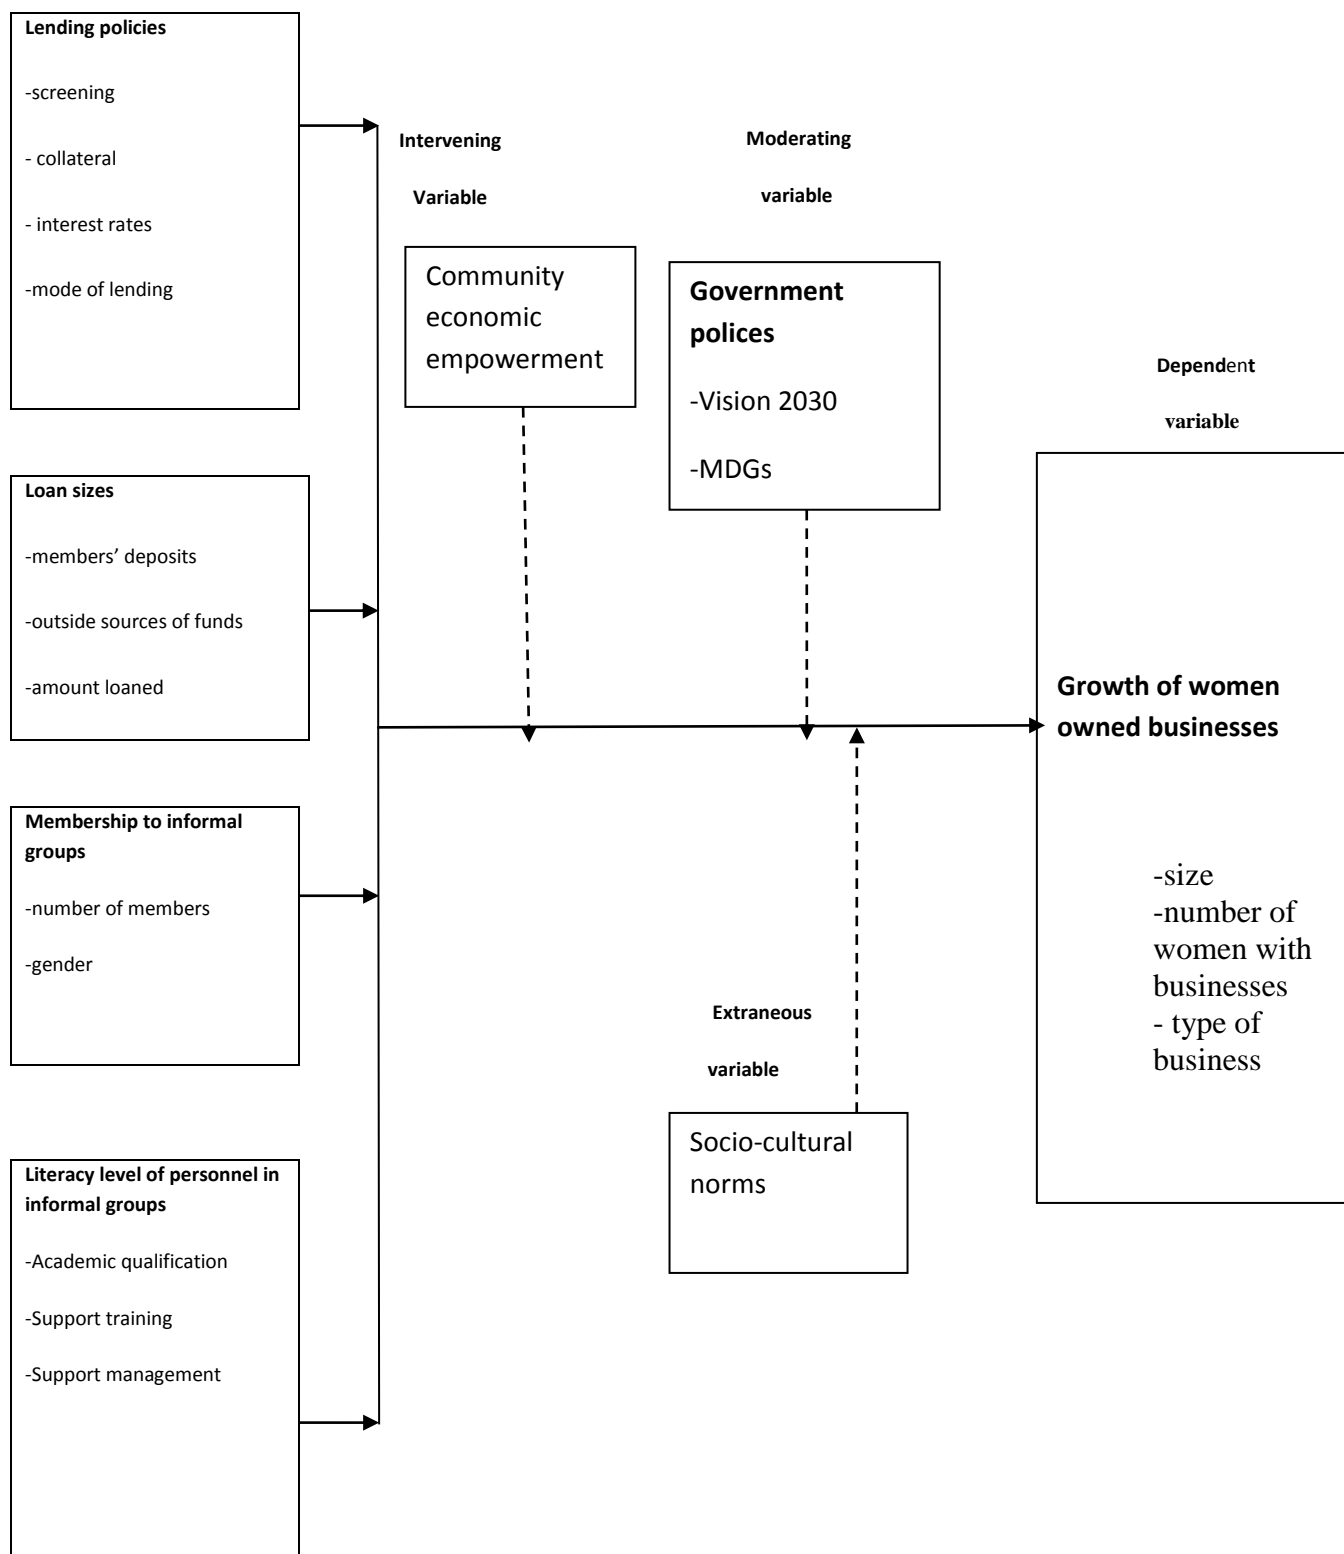 Lending policies
-screening
- collateral
- interest rates
-mode of lending
Loan sizes
-members’ deposits
-outside sources of funds
-amount loaned
Membership to informal
groups
-number of members
-gender
Literacy level of personnel in
informal groups
-Academic qualification
-Support training
-Support management
Intervening
Variable
Community
economic
empowerment
Moderating
variable
Government
polices
-Vision 2030
-MDGs
Extraneous
variable
Socio-cultural
norms
Dependent
variable
Growth of women
owned businesses
-size
-number of
women with
businesses
- type of
business